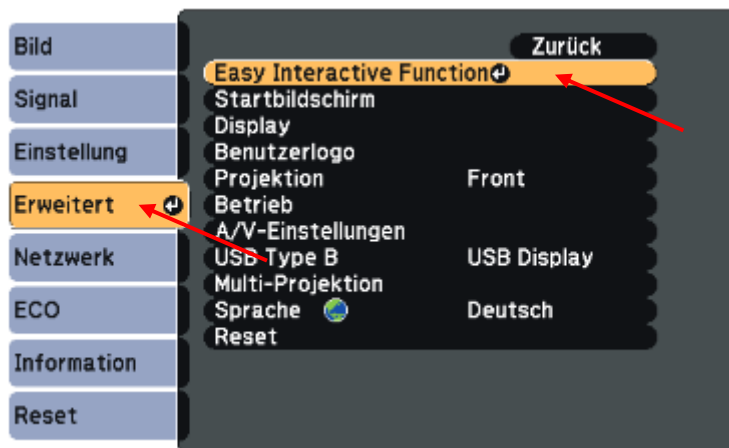 Bild
Signal
Einstellung
Erweitert
Netzwerk
ECO
Information
Reset
Zurück
Easy Interactive Function
Startbildschirm
Display
Benutzerlogo
Projektion Front
Betrieb
A/V-Einstellungen
USB Type B USB Display
Multi-Projektion
Sprache Deutsch
Reset